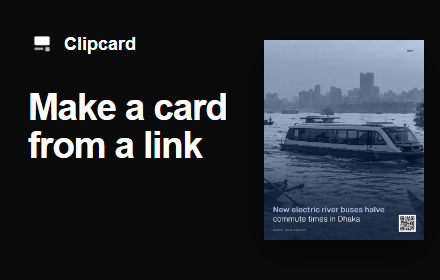 Clipcard
Make a card
from a link
New electric river buses halve
commute times in Dhaka